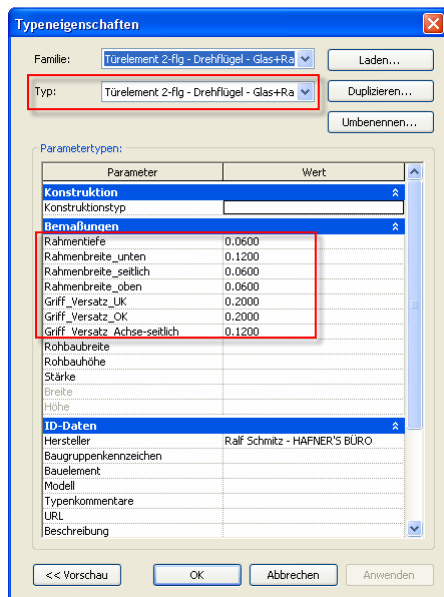 Typeneigenschaften
Familie: Türelement 2-flg - Drehflügel - Glas+Ra Laden...
Typ: Türelement 2-flg - Drehflügel - Glas+Ra Duplizieren...
Umbenennen...
Parametertypen:
Parameter Wert
Konstruktion
Konstruktionstyp
Bemaßungen
Rahmentiefe 0.0600
Rahmenbreite_unten 0.1200
Rahmenbreite_seitlich 0.0600
Rahmenbreite_oben 0.0600
Griff_Versatz_UK 0.2000
Griff_Versatz_OK 0.2000
Griff_Versatz_Achse-seitlich 0.1200
Rohbaubreite
Rohbauhöhe
Stärke
Breite
Höhe
ID-Daten
Hersteller Ralf Schmitz - HAFNER'S BÜRO
Baugruppenkennzeichen
Bauelement
Modell
Typenkommentare
URL
Beschreibung
<< Vorschau OK Abbrechen Anwenden